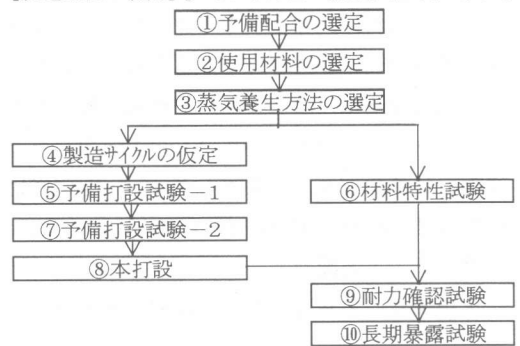 ①予備配合の選定
②使用材料の選定
③蒸気養生方法の選定
④製造サイクルの仮定
⑤予備打設試験－1
⑥材料特性試験
⑦予備打設試験－2
⑧本打設
⑨耐力確認試験
⑩長期暴露試験